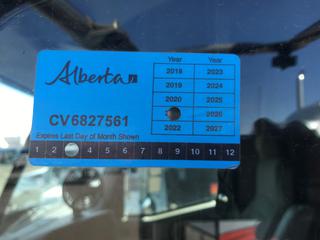 Alberta
Year Year
2018 2023
2019 2024
2020 2025
2026
2022 2027
CV6827561
Expires Last Day of Month Shown
1 2 4 5 6 7 8 9 10 11 12